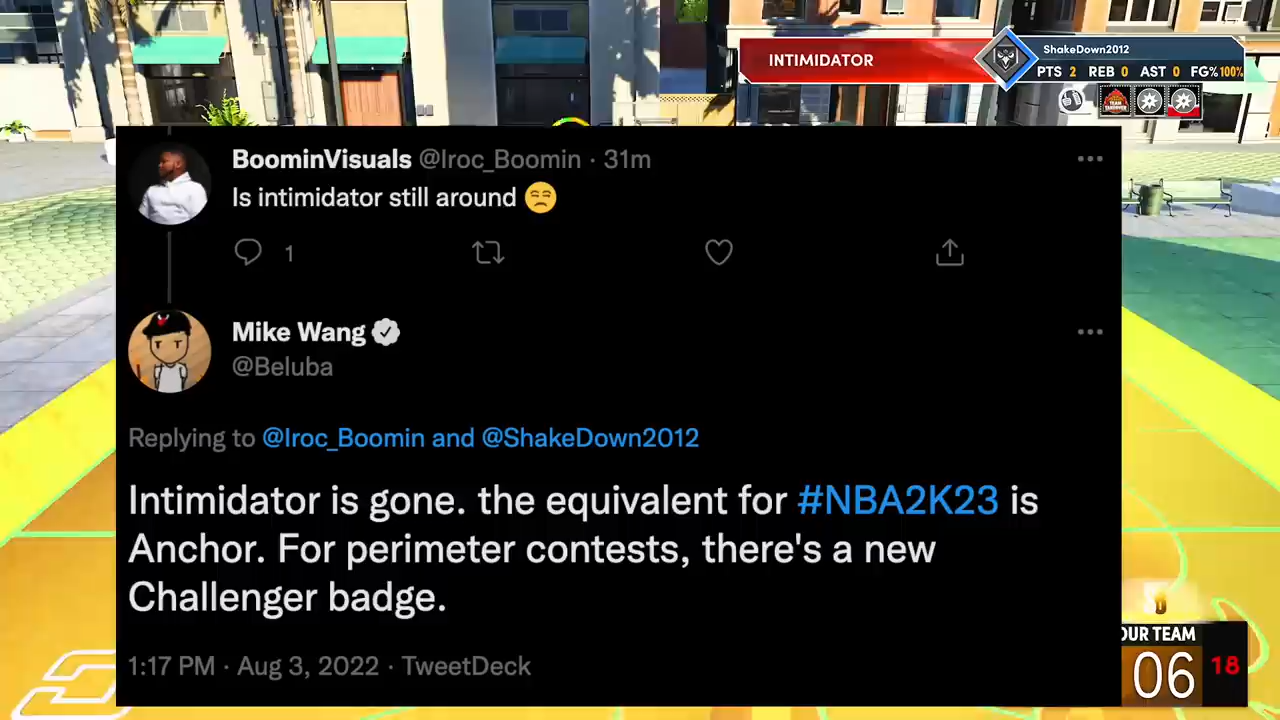 INTIMIDATOR
ShakeDown2012
PTS 2 REB 0 AST 0 FG% 100%
BoominVisuals @Iroc_Boomin · 31m
Is intimidator still around 😒
1
Mike Wang
@Beluba
Replying to @Iroc_Boomin and @ShakeDown2012
Intimidator is gone. the equivalent for #NBA2K23 is
Anchor. For perimeter contests, there's a new
Challenger badge.
1:17 PM · Aug 3, 2022 · TweetDeck
OUR TEAM
06 18